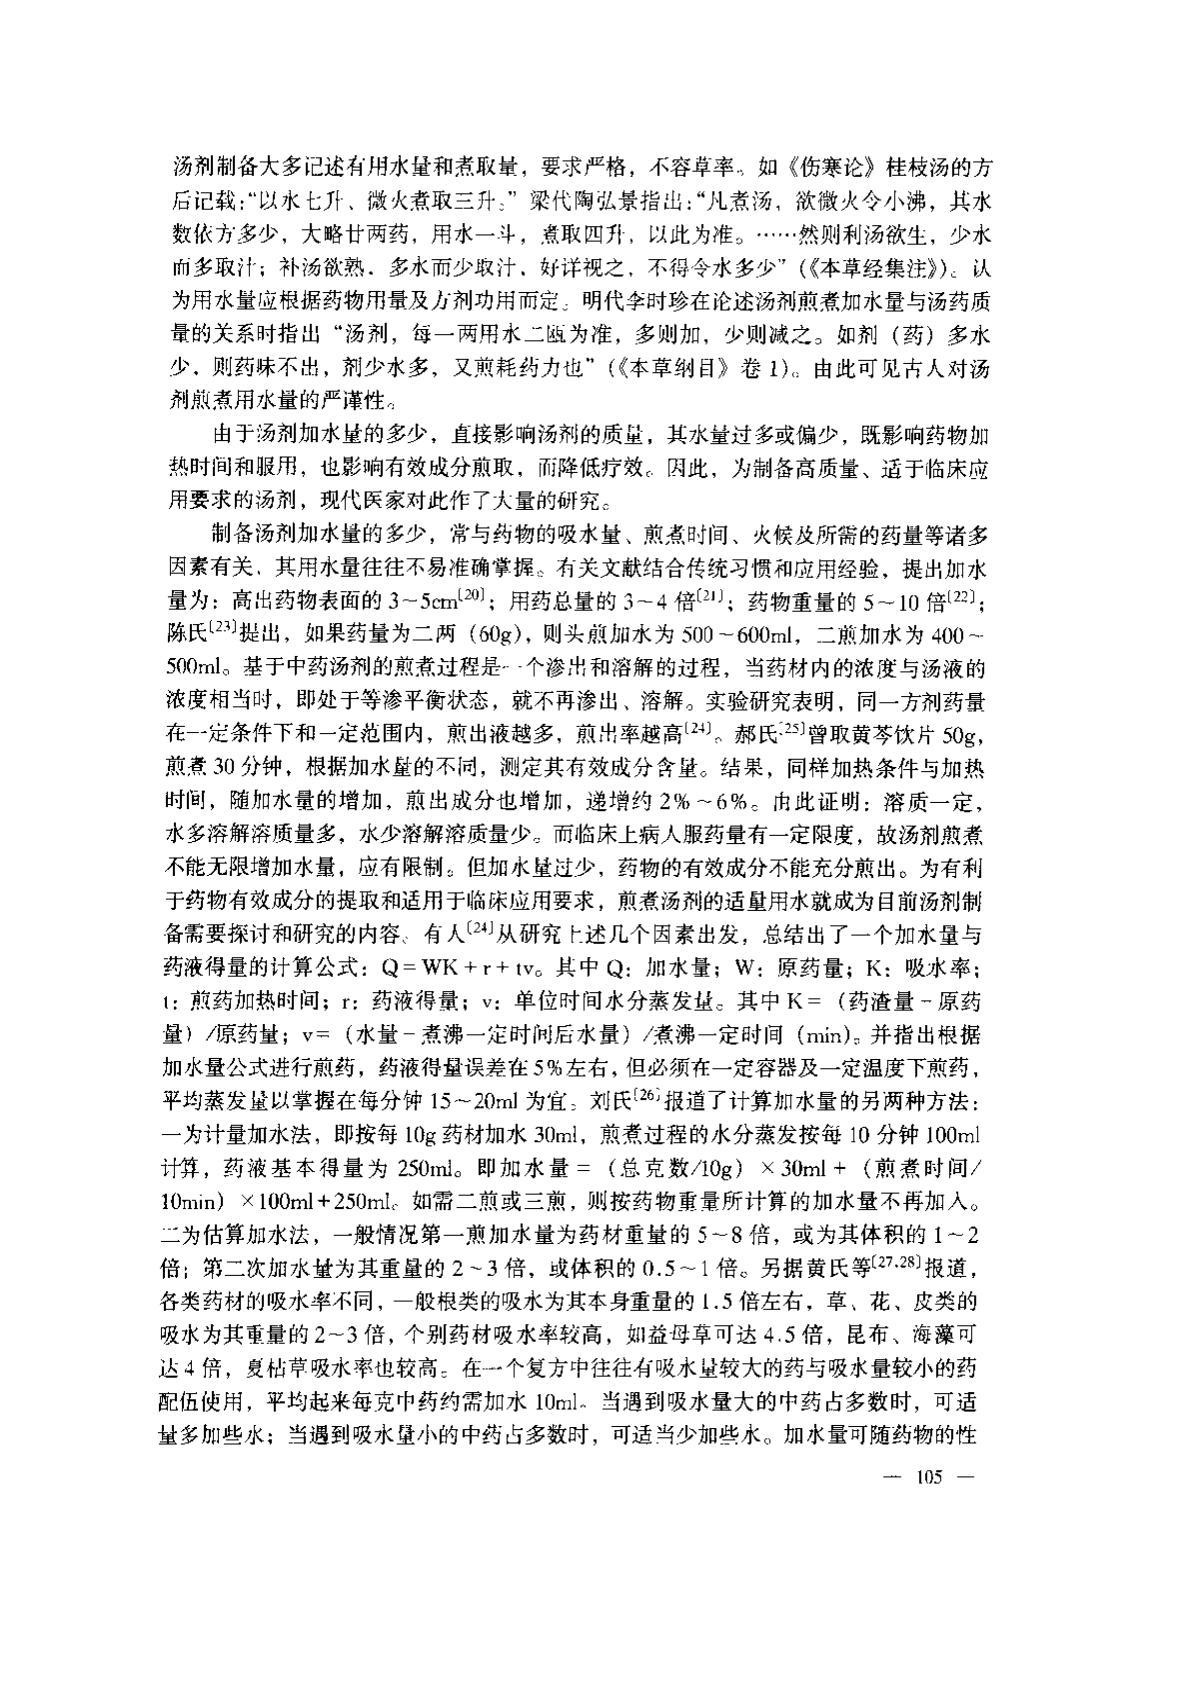 汤剂制备大多记述有用水量和煮取量，要求严格，不容草率。如《伤寒论》桂枝汤的方
后记载：“以水七升、微火煮取三升。”梁代陶弘景指出：“凡煮汤，欲微火令小沸，其水
数依方多少，大略廿两药，用水一斗，煮取四升，以此为准。……然则利汤欲生，少水
而多取汁；补汤欲熟．多水而少取汁．好详视之，不得令水多少”（《本草经集注》）。认
为用水量应根据药物用量及方剂功用而定。明代李时珍在论述汤剂煎煮加水量与汤药质
量的关系时指出“汤剂，每一两用水二瓯为准，多则加，少则减之。如剂（药）多水
少．则药味不出，剂少水多，又煎耗药力也”（《本草纲目》卷 1）。由此可见古人对汤
剂煎煮用水量的严谨性。
由于汤剂加水量的多少，直接影响汤剂的质量，其水量过多或偏少，既影响药物加
热时间和服用，也影响有效成分煎取，而降低疗效。因此，为制备高质量、适于临床应
用要求的汤剂，现代医家对此作了大量的研究。
制备汤剂加水量的多少，常与药物的吸水量、煎煮时间、火候及所需的药量等诸多
因素有关．其用水量往往不易准确掌握。有关文献结合传统习惯和应用经验，提出加水
量为：高出药物表面的 3～5cm〔20〕；用药总量的 3～4 倍〔21〕；药物重量的 5～10 倍〔22〕；
陈氏〔23〕提出，如果药量为二两（60g），则头煎加水为 500～600ml，二煎加水为 400～
500ml。基于中药汤剂的煎煮过程是一个渗出和溶解的过程，当药材内的浓度与汤液的
浓度相当时，即处于等渗平衡状态，就不再渗出、溶解。实验研究表明，同一方剂药量
在一定条件下和一定范围内，煎出液越多，煎出率越高〔24〕。郝氏〔25〕曾取黄芩饮片 50g，
煎煮 30 分钟，根据加水量的不同，测定其有效成分含量。结果，同样加热条件与加热
时间，随加水量的增加，煎出成分也增加，递增约 2%～6%。由此证明：溶质一定，
水多溶解溶质量多，水少溶解溶质量少。而临床上病人服药量有一定限度，故汤剂煎煮
不能无限增加水量，应有限制。但加水量过少，药物的有效成分不能充分煎出。为有利
于药物有效成分的提取和适用于临床应用要求，煎煮汤剂的适量用水就成为目前汤剂制
备需要探讨和研究的内容。有人〔24〕从研究上述几个因素出发，总结出了一个加水量与
药液得量的计算公式：Q=WK+r+tv。其中 Q：加水量；W：原药量；K：吸水率；
t：煎药加热时间；r：药液得量；v：单位时间水分蒸发量。其中 K=（药渣量－原药
量）/原药量；v=（水量－煮沸一定时间后水量）/煮沸一定时间（min）。并指出根据
加水量公式进行煎药，药液得量误差在 5%左右，但必须在一定容器及一定温度下煎药，
平均蒸发量以掌握在每分钟 15～20ml 为宜。刘氏〔26〕报道了计算加水量的另两种方法：
一为计量加水法，即按每 10g 药材加水 30ml，煎煮过程的水分蒸发按每 10 分钟 100ml
计算，药液基本得量为 250ml。即加水量 =（总克数/10g）×30ml +（煎煮时间/
10min）×100ml+250ml。如需二煎或三煎，则按药物重量所计算的加水量不再加入。
二为估算加水法，一般情况第一煎加水量为药材重量的 5～8 倍，或为其体积的 1～2
倍；第二次加水量为其重量的 2～3 倍，或体积的 0.5～1 倍。另据黄氏等〔27.28〕报道，
各类药材的吸水率不同，一般根类的吸水为其本身重量的 1.5 倍左右，草、花、皮类的
吸水为其重量的 2～3 倍，个别药材吸水率较高，如益母草可达 4.5 倍，昆布、海藻可
达 4 倍，夏枯草吸水率也较高。在一个复方中往往有吸水量较大的药与吸水量较小的药
配伍使用，平均起来每克中药约需加水 10ml。当遇到吸水量大的中药占多数时，可适
量多加些水；当遇到吸水量小的中药占多数时，可适当少加些水。加水量可随药物的性
— 105 —